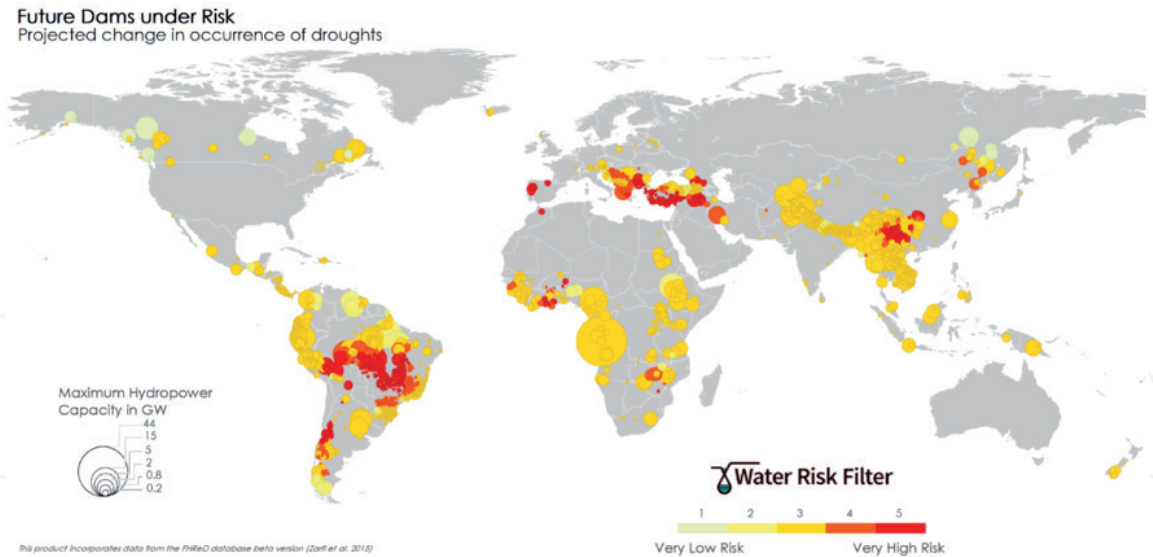 Future Dams under Risk
Projected change in occurrence of droughts
Maximum Hydropower
Capacity in GW
44
15
5
2
0.8
0.2
Water Risk Filter
1 2 3 4 5
Very Low Risk Very High Risk
This product incorporates data from the FHReD database beta version (Zarfl et al. 2015)